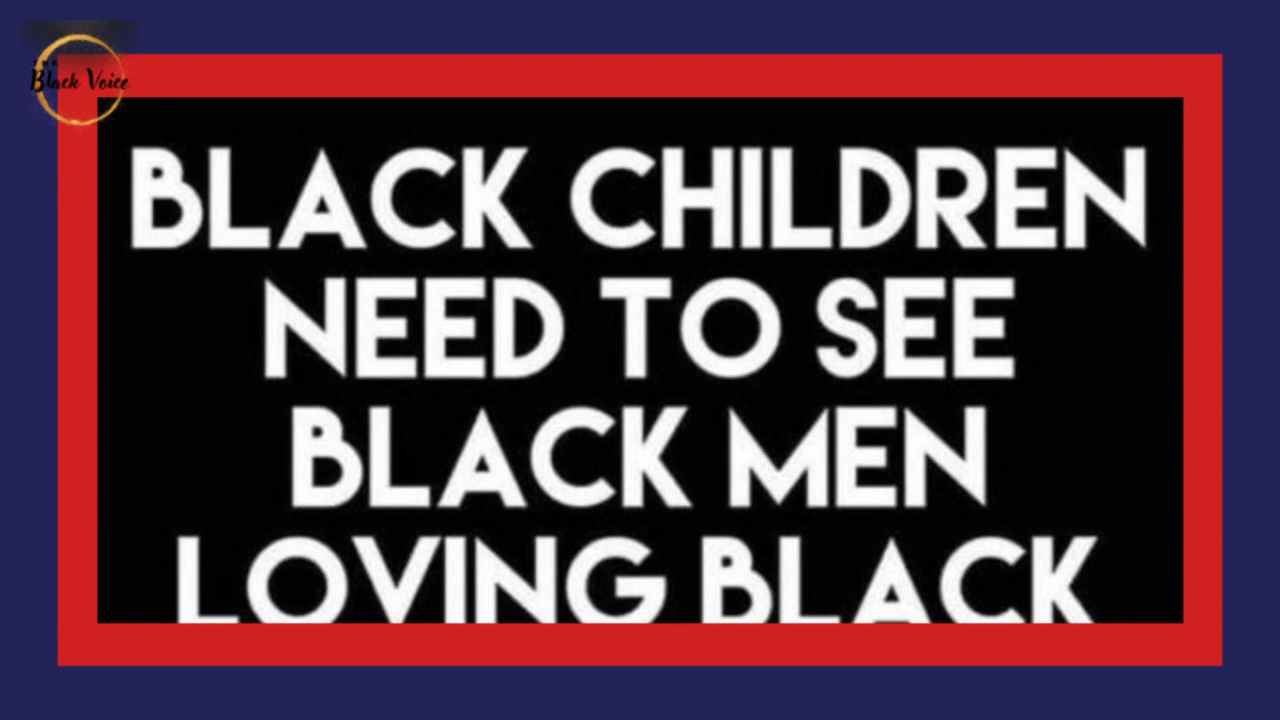 Black Voice
BLACK CHILDREN
NEED TO SEE
BLACK MEN
LOVING BLACK